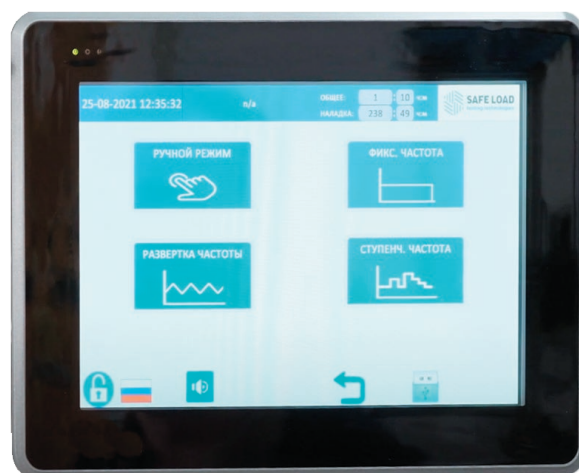 25-08-2021 12:35:32
n/a
ОБЩЕЕ: 1 : 10 ч:м
НАЛАДКА: 238 : 49 ч:м
SAFE LOAD
РУЧНОЙ РЕЖИМ
ФИКС. ЧАСТОТА
РАЗВЕРТКА ЧАСТОТЫ
СТУПЕНЧ. ЧАСТОТА